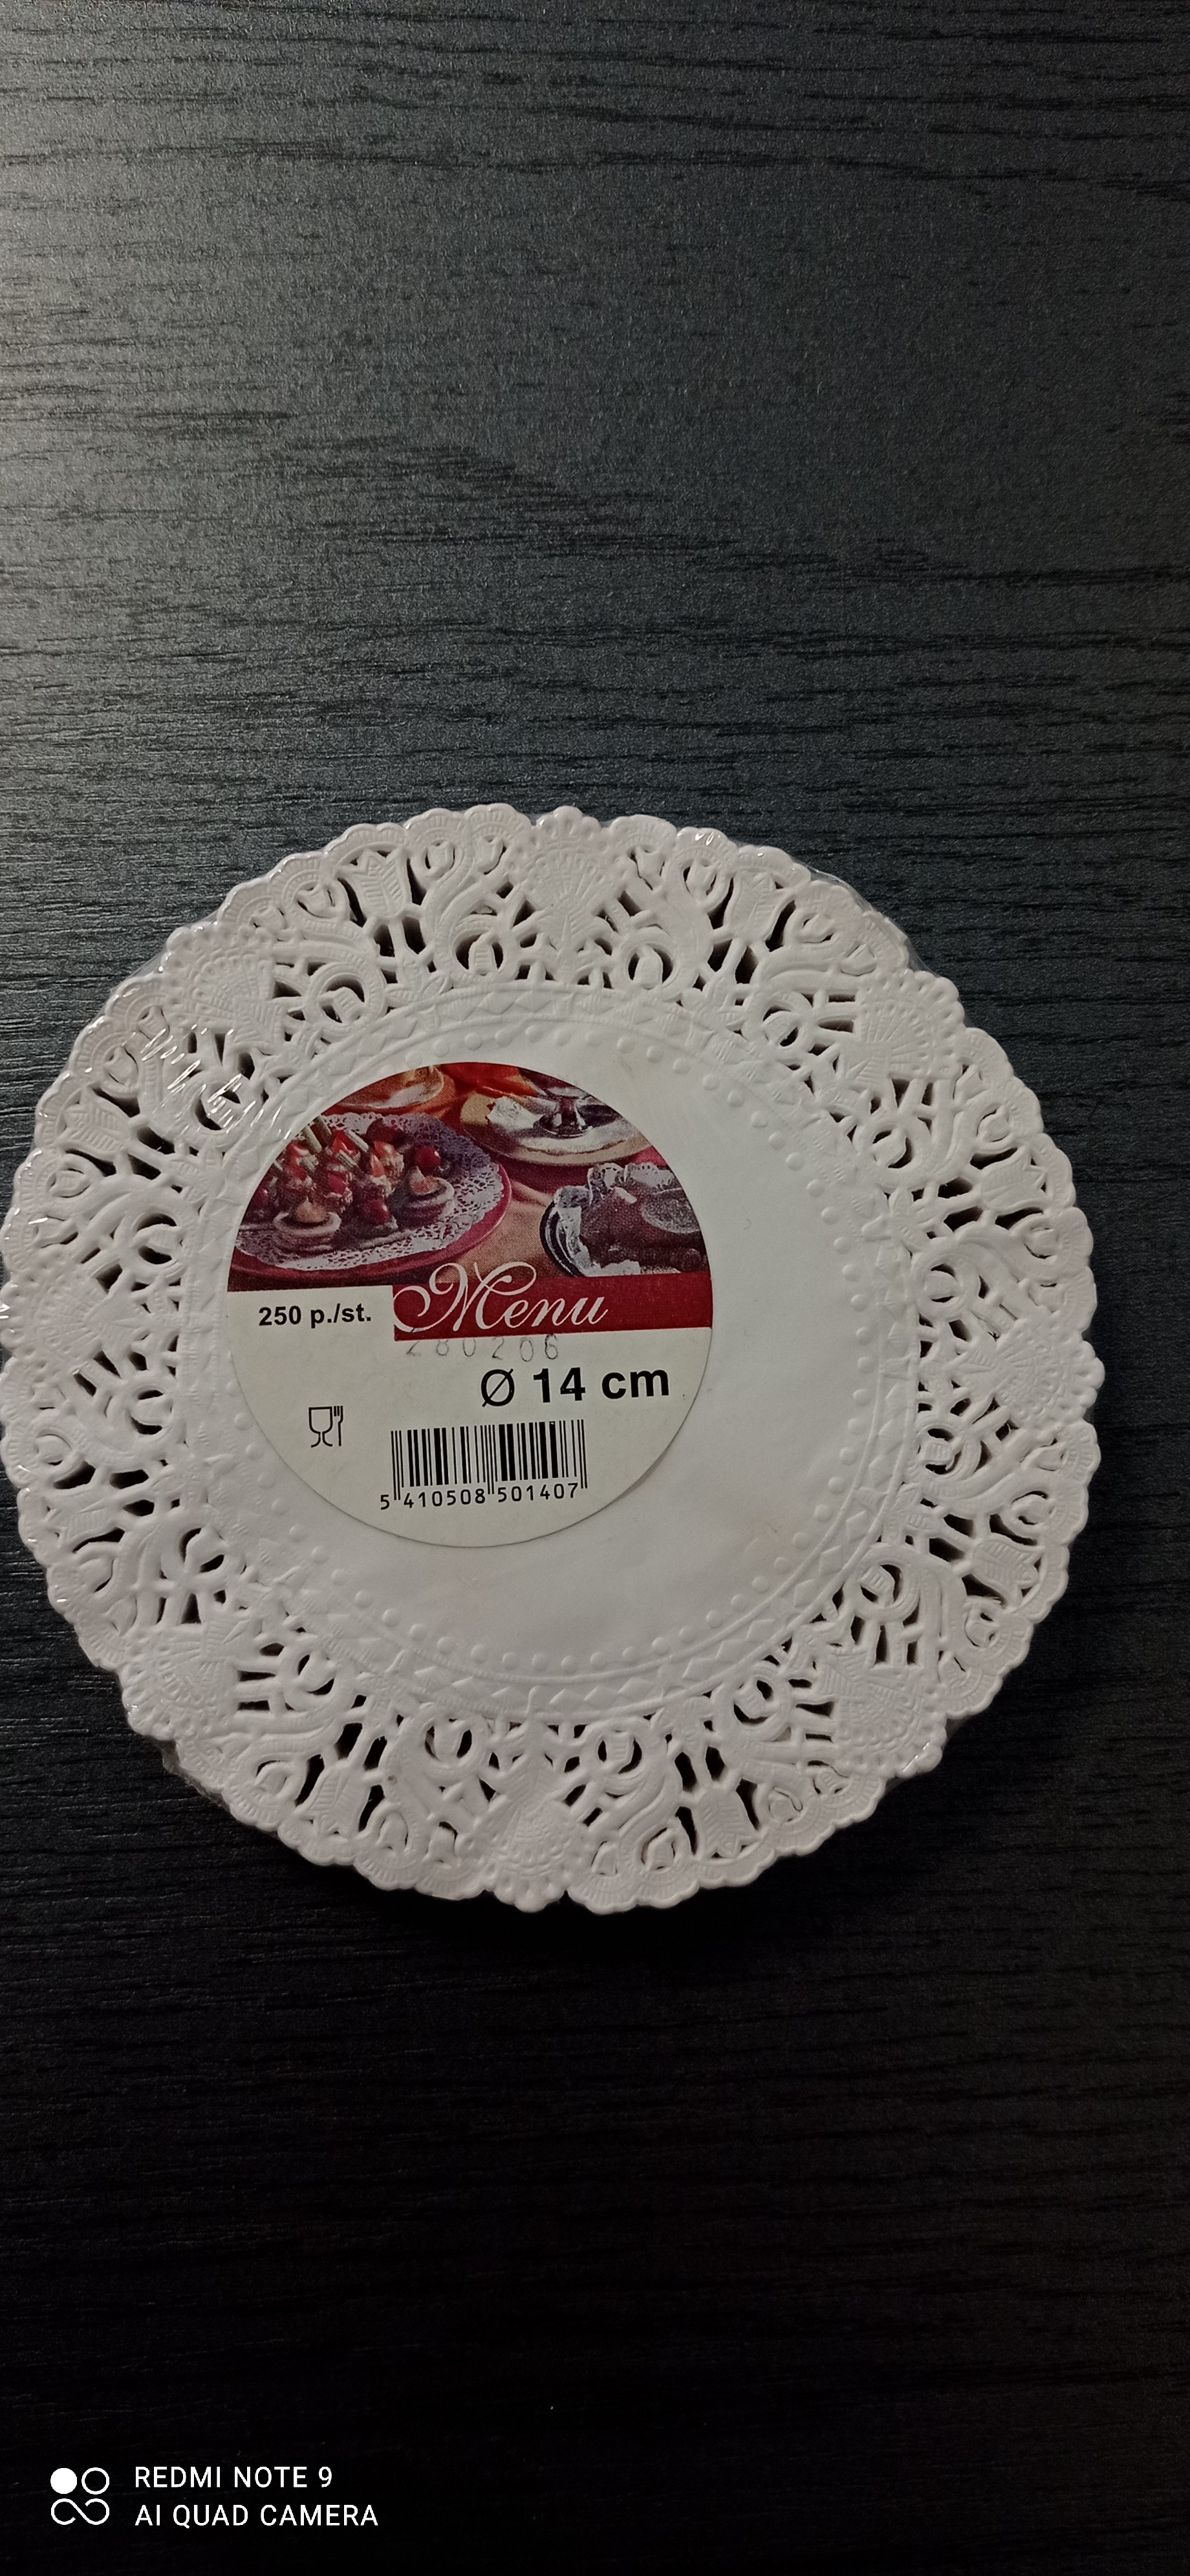 250 p./st.
Menu
280206
Ø 14 cm
5 410508 501407
REDMI NOTE 9
AI QUAD CAMERA